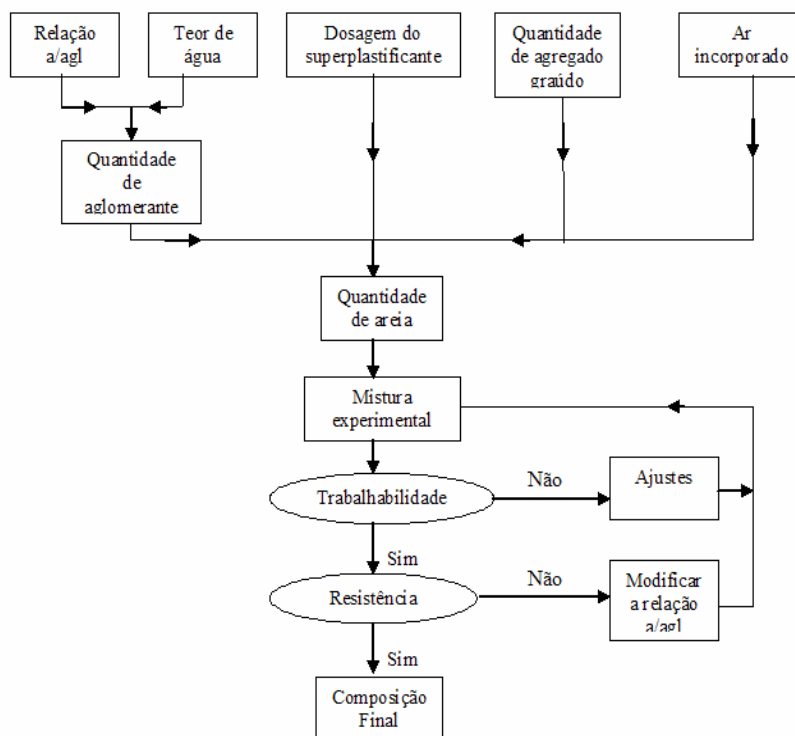 Relação
a/agl
Teor de
água
Dosagem do
superplastificante
Quantidade
de agregado
graúdo
Ar
incorporado
Quantidade
de
aglomerante
Quantidade
de areia
Mistura
experimental
Trabalhabilidade
Não
Ajustes
Sim
Resistência
Não
Modificar
a relação
a/agl
Sim
Composição
Final